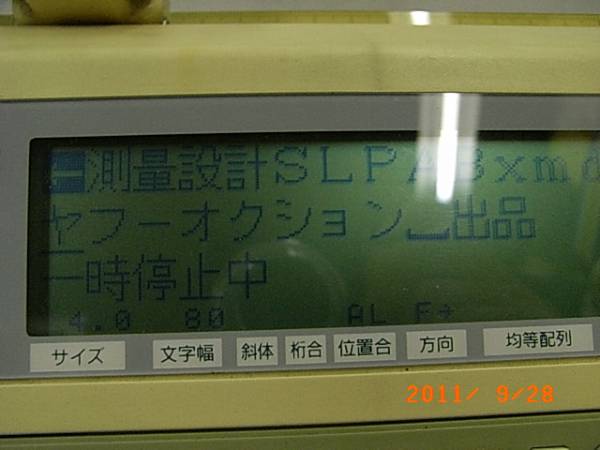 測量設計SLPABxmd
ャフーオクション␣出品
一時停止中
4.0 80 AL F→
サイズ 文字幅 斜体 桁合 位置合 方向 均等配列
2011/ 9/28